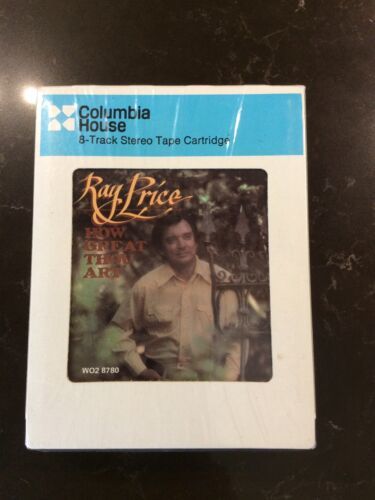 Columbia
House
8-Track Stereo Tape Cartridge
Ray Price
HOW
GREAT
THOU
ART
WO2 8780